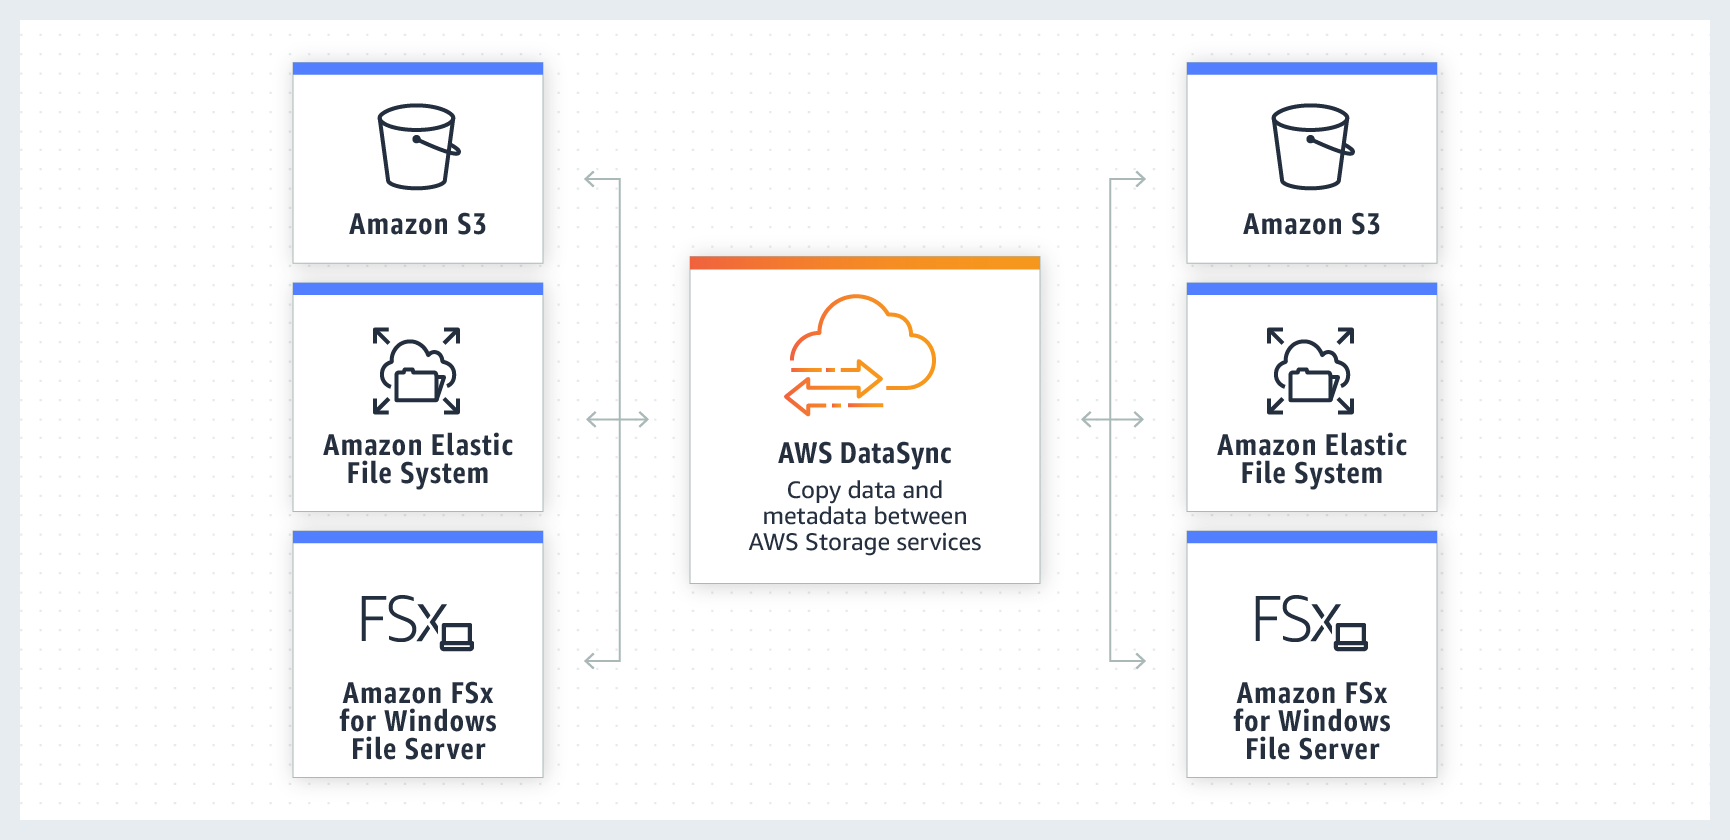 Amazon S3
Amazon Elastic
File System
FSx
Amazon FSx
for Windows
File Server
AWS DataSync
Copy data and
metadata between
AWS Storage services
Amazon S3
Amazon Elastic
File System
FSx
Amazon FSx
for Windows
File Server